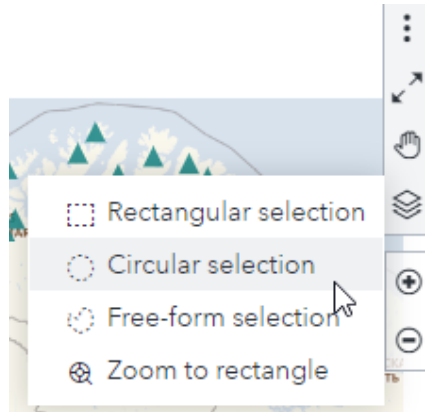 Rectangular selection
Circular selection
Free-form selection
Zoom to rectangle